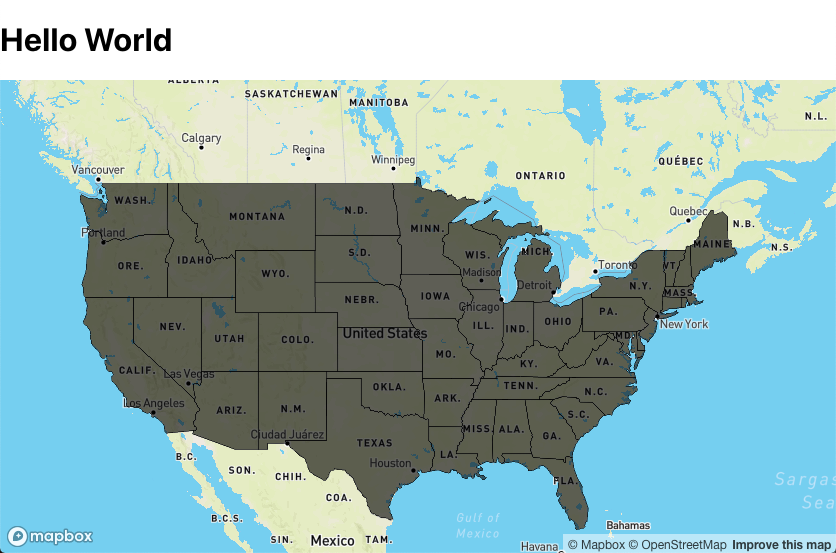 Hello World
ALBERTA
SASKATCHEWAN
MANITOBA
N.L.
Calgary
Regina
Winnipeg
ONTARIO
QUÉBEC
Vancouver
Quebec
N.B.
N.S.
WASH.
MONTANA
N.D.
MINN.
Portland
ORE.
IDAHO
S.D.
WIS.
MICH.
Toronto
VT.
MAINE
WYO.
Madison
Detroit
N.Y.
MASS.
NEBR.
IOWA
Chicago
PA.
New York
NEV.
UTAH
COLO.
United States
ILL.
IND.
OHIO
MD.
CALIF.
Las Vegas
MO.
KY.
VA.
Los Angeles
ARIZ.
N.M.
OKLA.
ARK.
TENN.
N.C.
S.C.
Ciudad Juárez
TEXAS
MISS.
ALA.
GA.
B.C.
SON.
CHIH.
Houston
LA.
FLA.
COA.
Sargas
Sea
B.C.S.
SIN.
Mexico
TAM.
Gulf of
Mexico
Bahamas
Havana
mapbox
© Mapbox © OpenStreetMap Improve this map